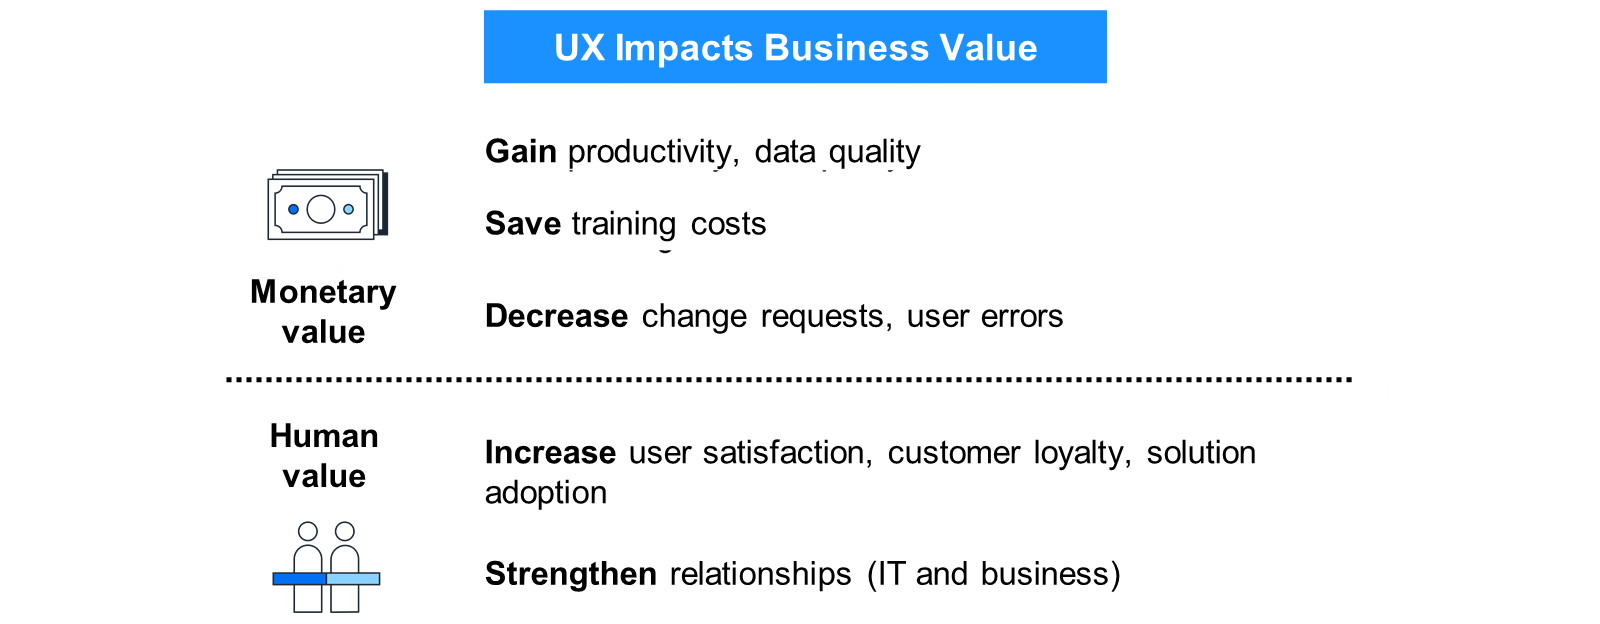 UX Impacts Business Value
Gain productivity, data quality
Save training costs
Monetary
value
Decrease change requests, user errors
Human
value
Increase user satisfaction, customer loyalty, solution
adoption
Strengthen relationships (IT and business)